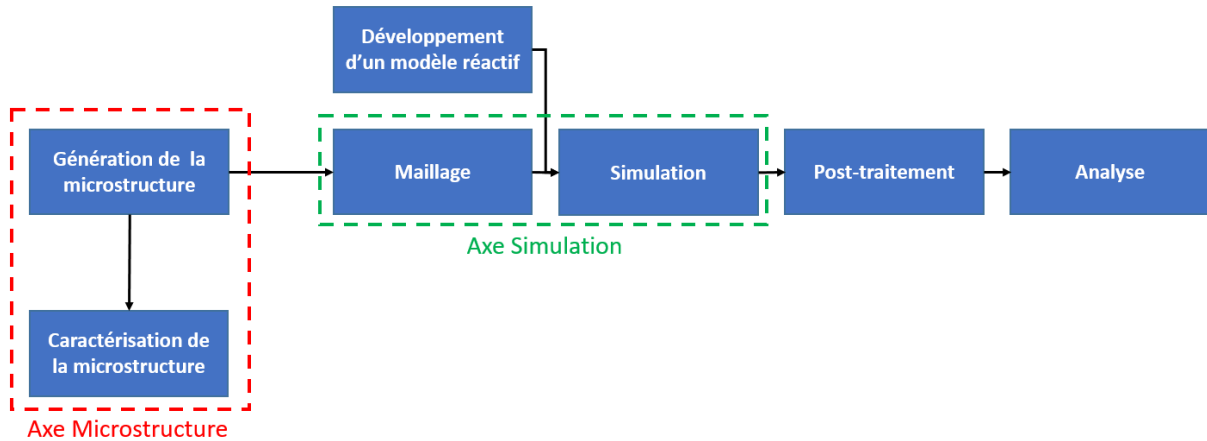 Développement
d'un modèle réactif
Génération de la
microstructure
Maillage
Simulation
Post-traitement
Analyse
Axe Simulation
Caractérisation de
la microstructure
Axe Microstructure